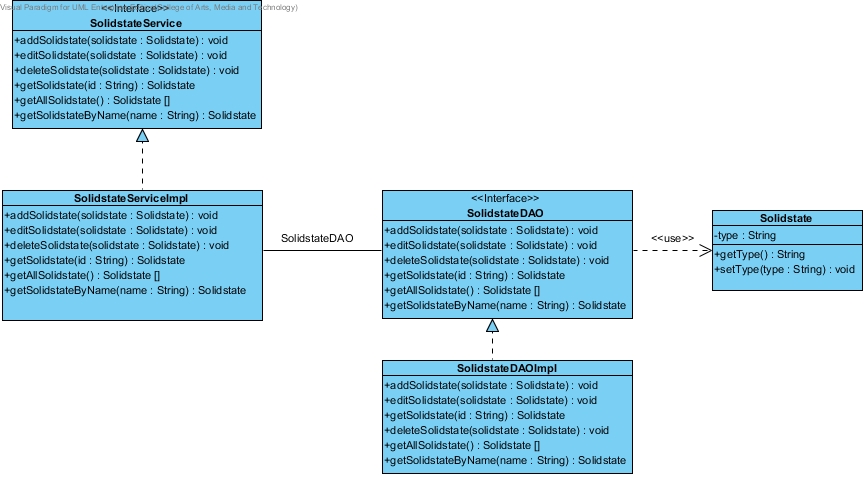 Visual Paradigm for UML En
College of Arts, Media and Technology)
<<Interface>>
SolidstateService
+addSolidstate(solidstate : Solidstate) : void
+editSolidstate(solidstate : Solidstate) : void
+deleteSolidstate(solidstate : Solidstate) : void
+getSolidstate(id : String) : Solidstate
+getAllSolidstate() : Solidstate []
+getSolidstateByName(name : String) : Solidstate
SolidstateServiceImpl
+addSolidstate(solidstate : Solidstate) : void
+editSolidstate(solidstate : Solidstate) : void
+deleteSolidstate(solidstate : Solidstate) : void
+getSolidstate(id : String) : Solidstate
+getAllSolidstate() : Solidstate []
+getSolidstateByName(name : String) : Solidstate
SolidstateDAO
<<Interface>>
SolidstateDAO
+addSolidstate(solidstate : Solidstate) : void
+editSolidstate(solidstate : Solidstate) : void
+deleteSolidstate(solidstate : Solidstate) : void
+getSolidstate(id : String) : Solidstate
+getAllSolidstate() : Solidstate []
+getSolidstateByName(name : String) : Solidstate
<<use>>
Solidstate
-type : String
+getType() : String
+setType(type : String) : void
SolidstateDAOImpl
+addSolidstate(solidstate : Solidstate) : void
+editSolidstate(solidstate : Solidstate) : void
+getSolidstate(id : String) : Solidstate
+deleteSolidstate(solidstate : Solidstate) : void
+getAllSolidstate() : Solidstate []
+getSolidstateByName(name : String) : Solidstate